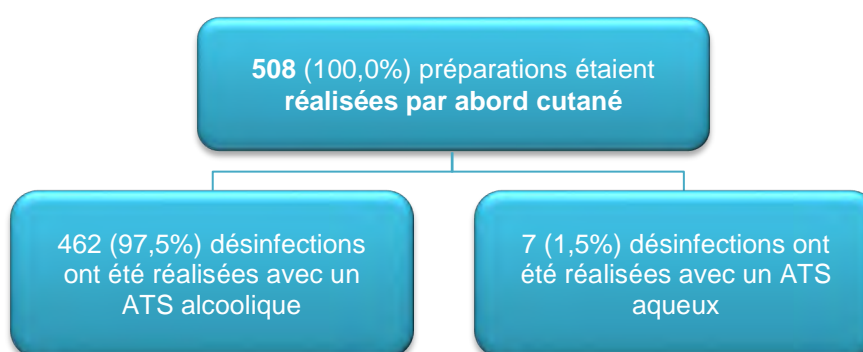 508 (100,0%) préparations étaient
réalisées par abord cutané
462 (97,5%) désinfections
ont été réalisées avec un
ATS alcoolique
7 (1,5%) désinfections ont
été réalisées avec un ATS
aqueux